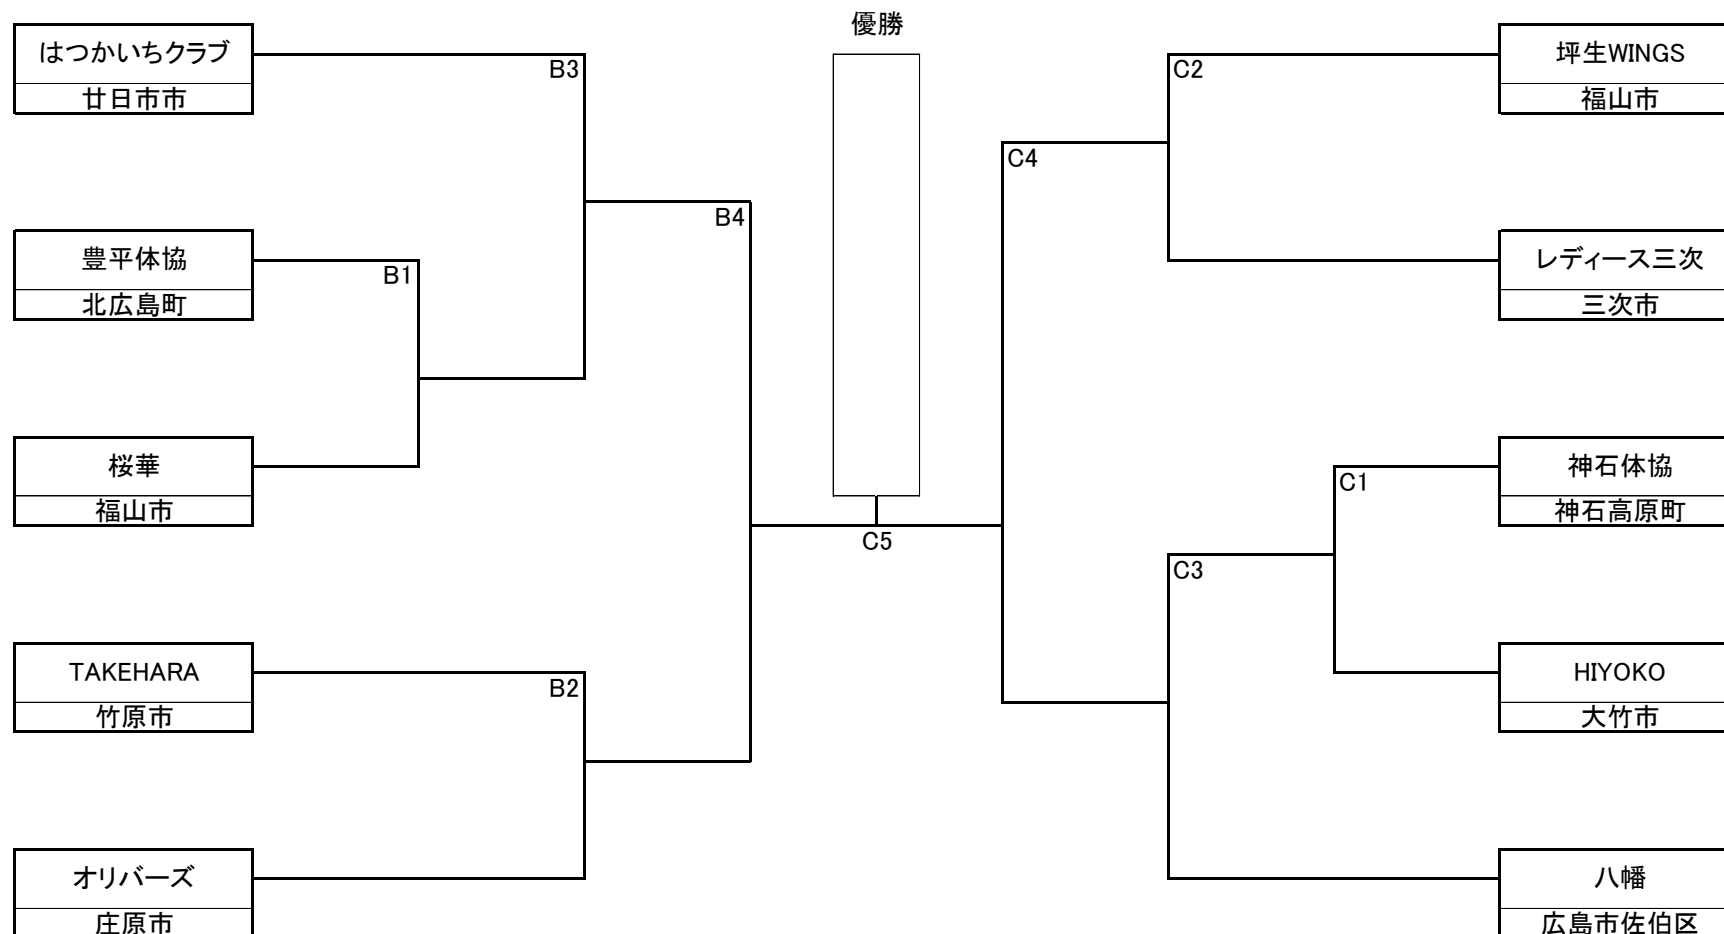 優勝
はつかいちクラブ
廿日市市
B3
C2
坪生WINGS
福山市
C4
豊平体協
北広島町
B1
B4
レディース三次
三次市
桜華
福山市
C1
神石体協
神石高原町
C5
C3
TAKEHARA
竹原市
B2
HIYOKO
大竹市
オリバーズ
庄原市
八幡
広島市佐伯区